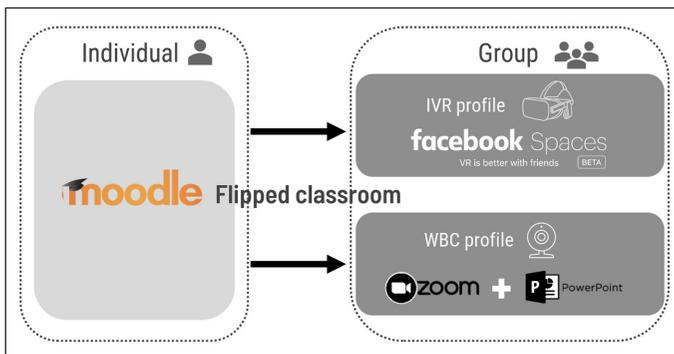 Individual
moodle
Flipped classroom
Group
IVR profile
facebook Spaces
VR is better with friends BETA
WBC profile
zoom + P PowerPoint